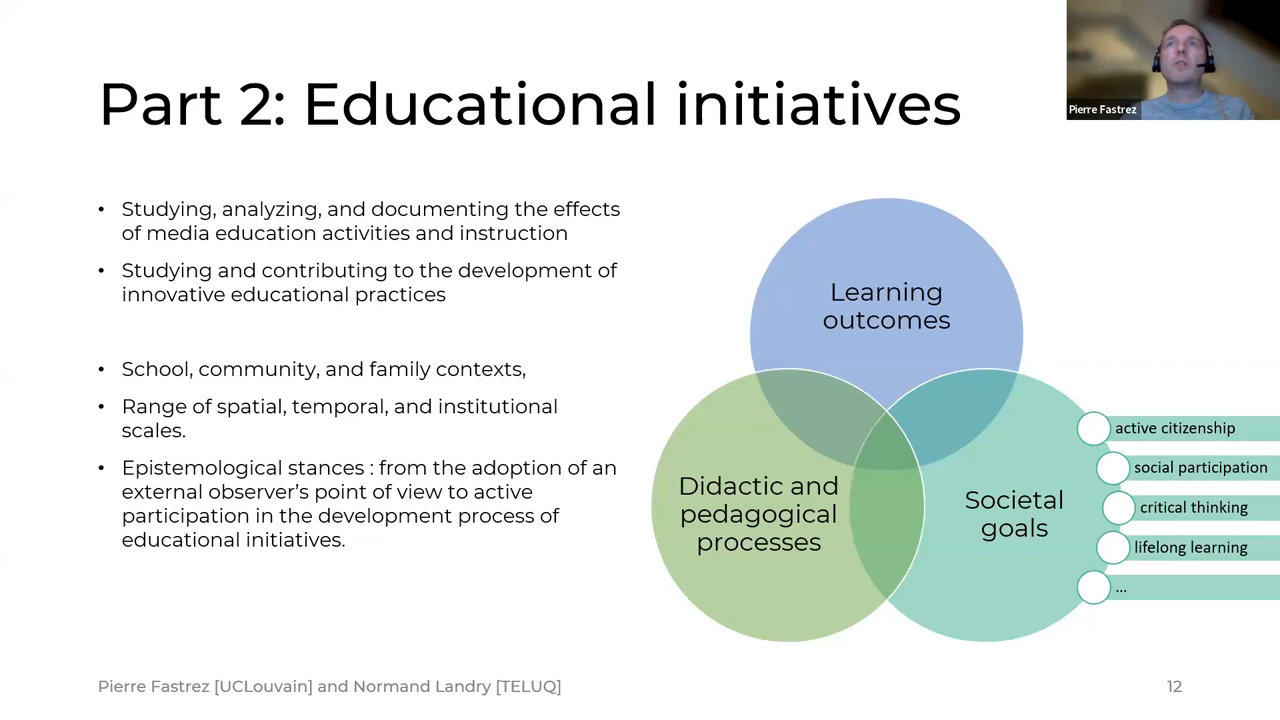 Part 2: Educational initiatives
Pierre Fastrez
• Studying, analyzing, and documenting the effects
of media education activities and instruction
• Studying and contributing to the development of
innovative educational practices
• School, community, and family contexts,
• Range of spatial, temporal, and institutional
scales.
• Epistemological stances : from the adoption of an
external observer’s point of view to active
participation in the development process of
educational initiatives.
Learning
outcomes
Didactic and
pedagogical
processes
Societal
goals
active citizenship
social participation
critical thinking
lifelong learning
...
Pierre Fastrez [UCLouvain] and Normand Landry [TELUQ]
12